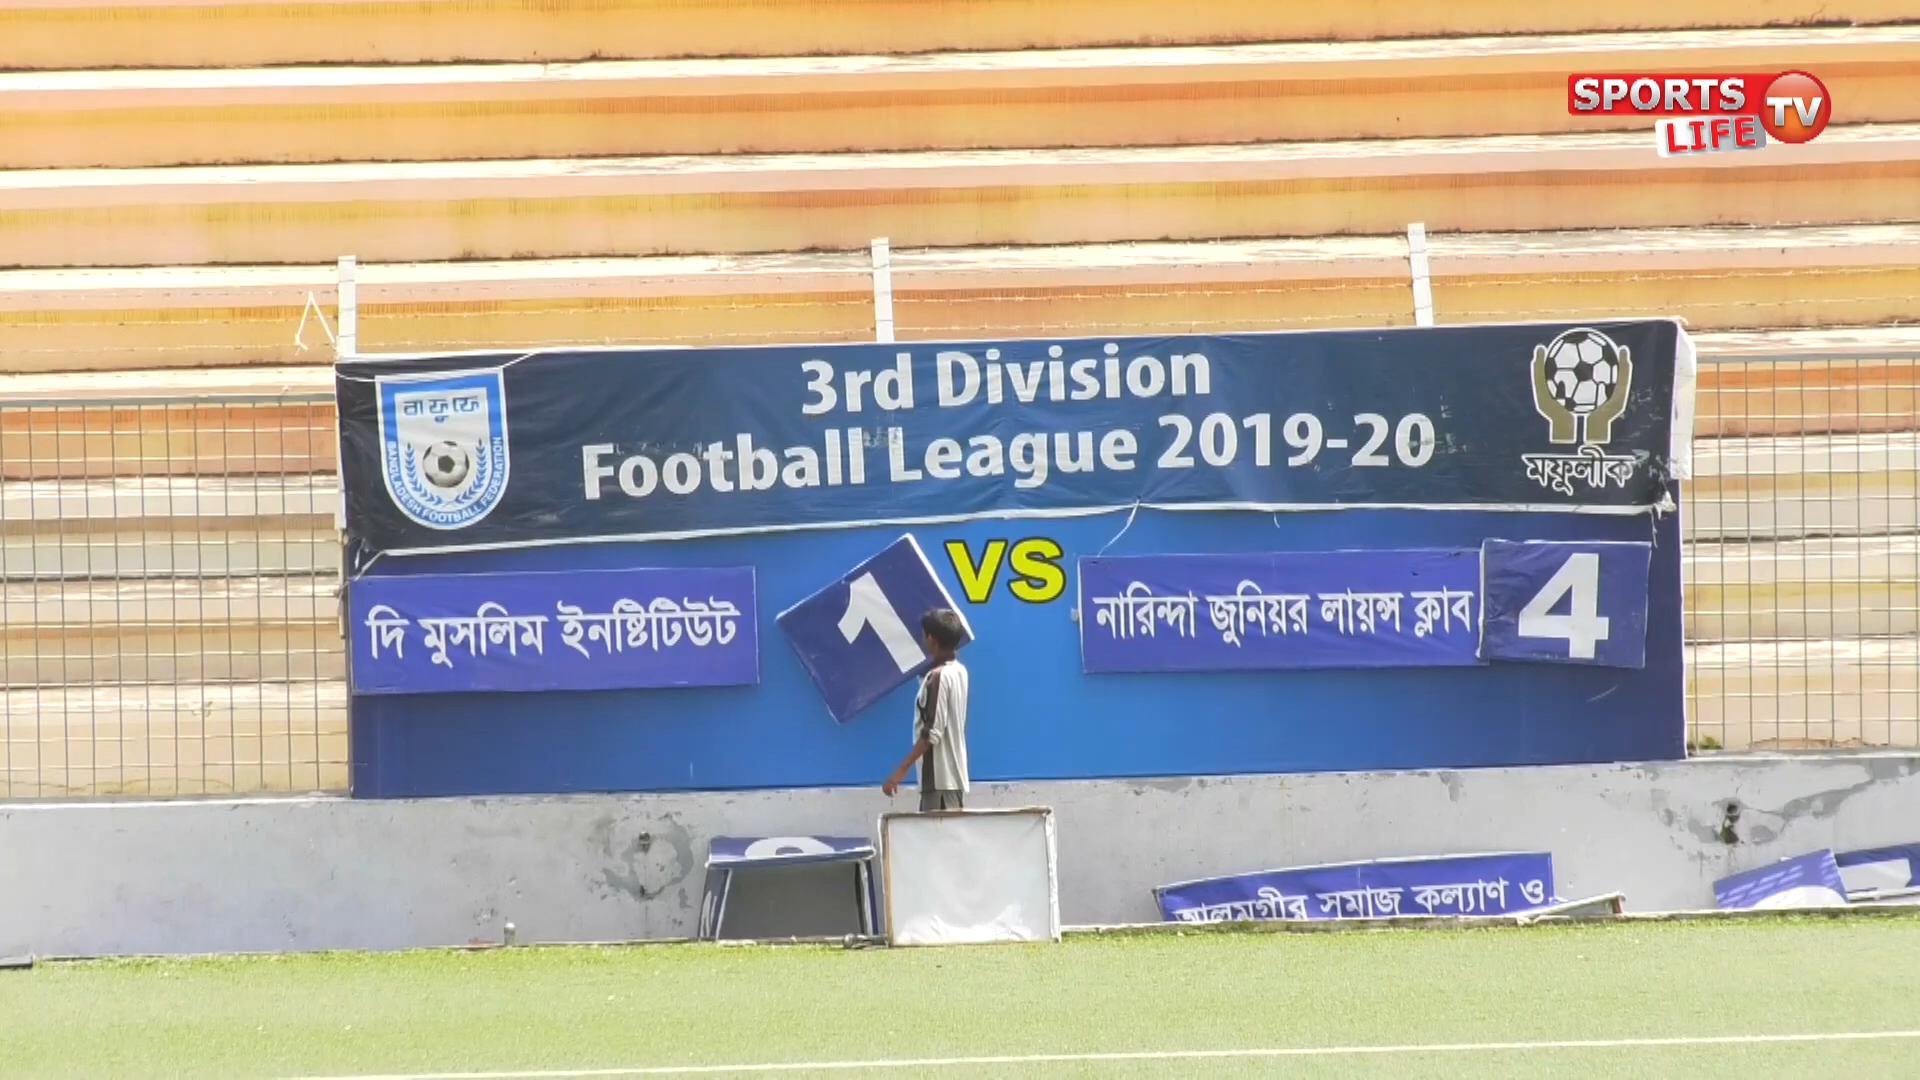 SPORTS
LIFE
TV
3rd Division
Football League 2019-20
বাফুফে
BANGLADESH FOOTBALL FEDERATION
মফুলীক
দি মুসলিম ইনষ্টিটিউট
1
VS
নারিন্দা জুনিয়র লায়ন্স ক্লাব
4
আলমগীর সমাজ কল্যাণ ও